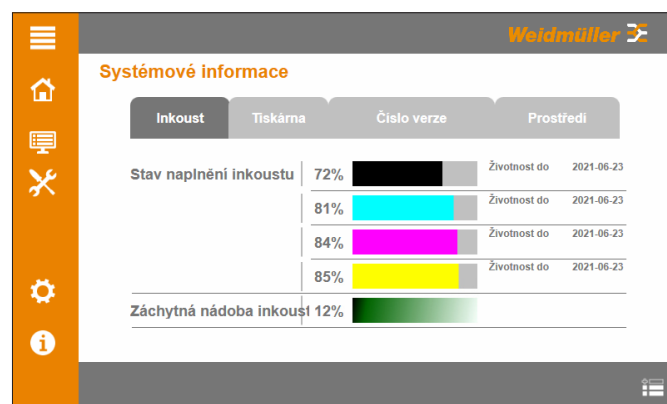 Weidmüller
Systémové informace
Inkoust Tiskárna Číslo verze Prostředí
Stav naplnění inkoustu 72% Životnost do 2021-06-23
81% Životnost do 2021-06-23
84% Životnost do 2021-06-23
85% Životnost do 2021-06-23
Záchytná nádoba inkoust 12%